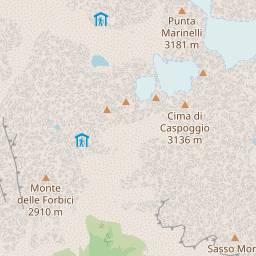 Punta
Marinelli
3181 m
Cima di
Caspoggio
3136 m
Monte
delle Forbici
2910 m
Sasso Mor